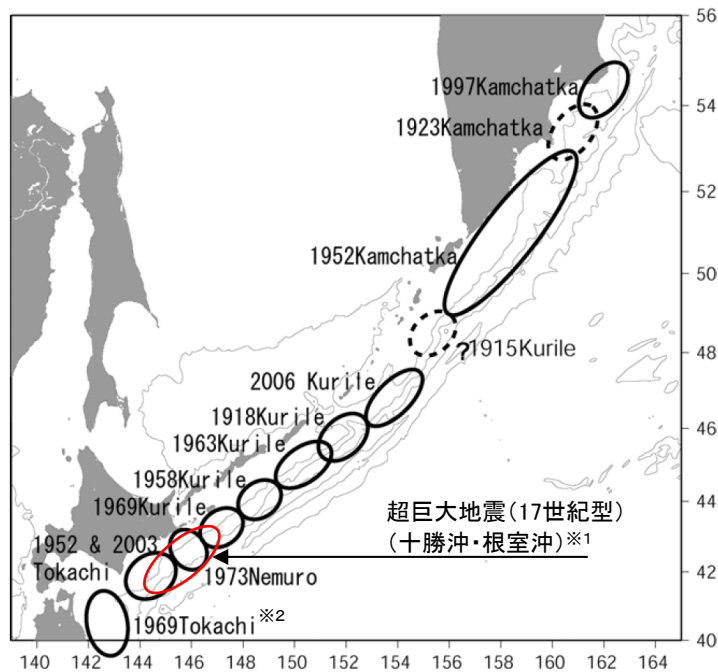 1997Kamchatka
1923Kamchatka
1952Kamchatka
?1915Kurile
2006 Kurile
1918Kurile
1963Kurile
1958Kurile
1969Kurile
1952 & 2003
Tokachi
1973Nemuro
1969Tokachi※2
超巨大地震(17世紀型)
(十勝沖・根室沖)※1
56
54
52
50
48
46
44
42
40
140 142 144 146 148 150 152 154 156 158 160 162 164